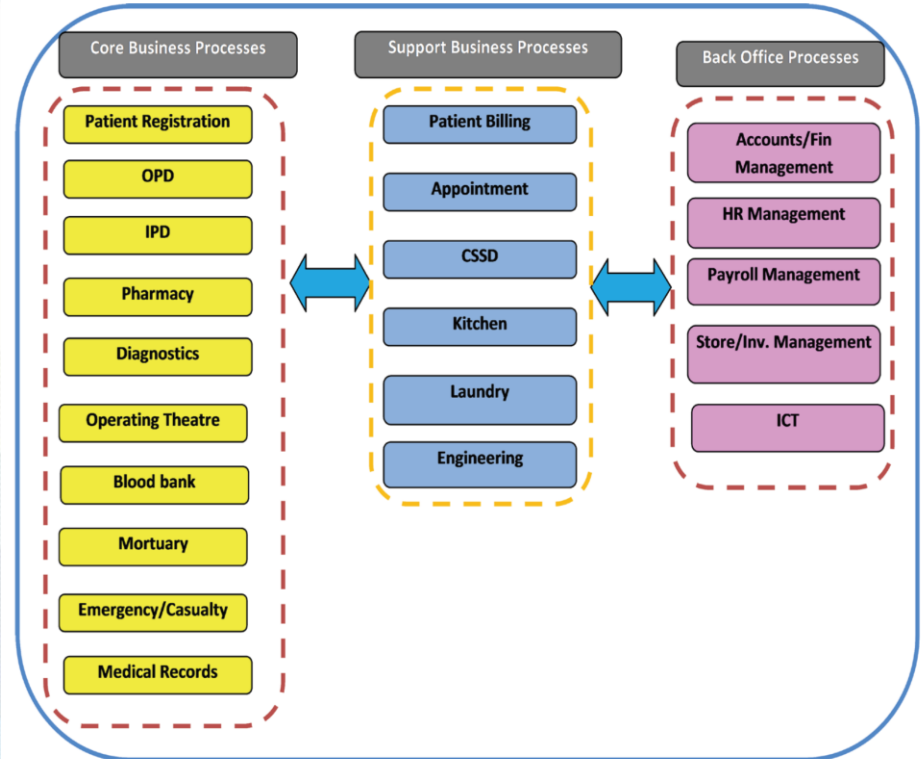 Core Business Processes
Support Business Processes
Back Office Processes
Patient Registration
OPD
IPD
Pharmacy
Diagnostics
Operating Theatre
Blood bank
Mortuary
Emergency/Casualty
Medical Records
Patient Billing
Appointment
CSSD
Kitchen
Laundry
Engineering
Accounts/Fin
Management
HR Management
Payroll Management
Store/Inv. Management
ICT